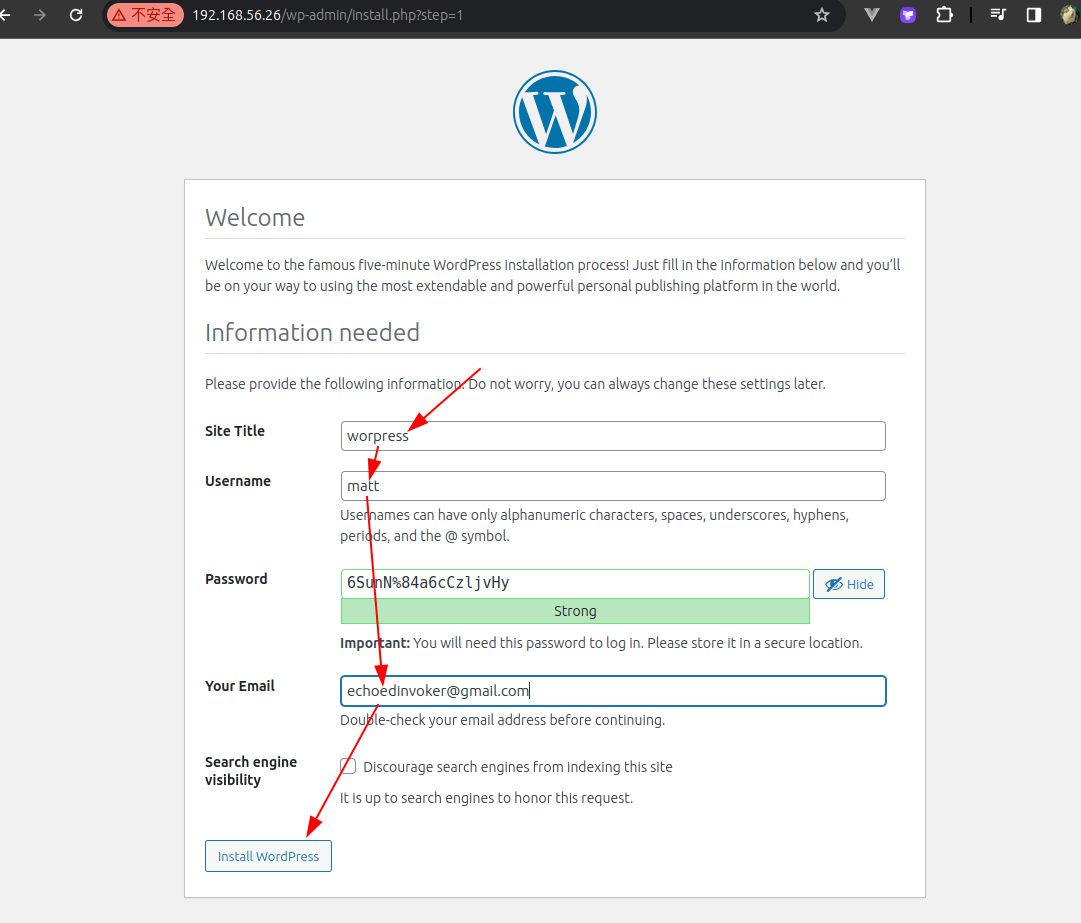 不安全 192.168.56.26/wp-admin/install.php?step=1
Welcome
Welcome to the famous five-minute WordPress installation process! Just fill in the information below and you’ll
be on your way to using the most extendable and powerful personal publishing platform in the world.
Information needed
Please provide the following information. Do not worry, you can always change these settings later.
Site Title
worpress
Username
matt
Usernames can have only alphanumeric characters, spaces, underscores, hyphens,
periods, and the @ symbol.
Password
6SunN%84a6cCzljvHy
Hide
Strong
Important: You will need this password to log in. Please store it in a secure location.
Your Email
echoedinvoker@gmail.com
Double-check your email address before continuing.
Search engine
visibility
Discourage search engines from indexing this site
It is up to search engines to honor this request.
Install WordPress